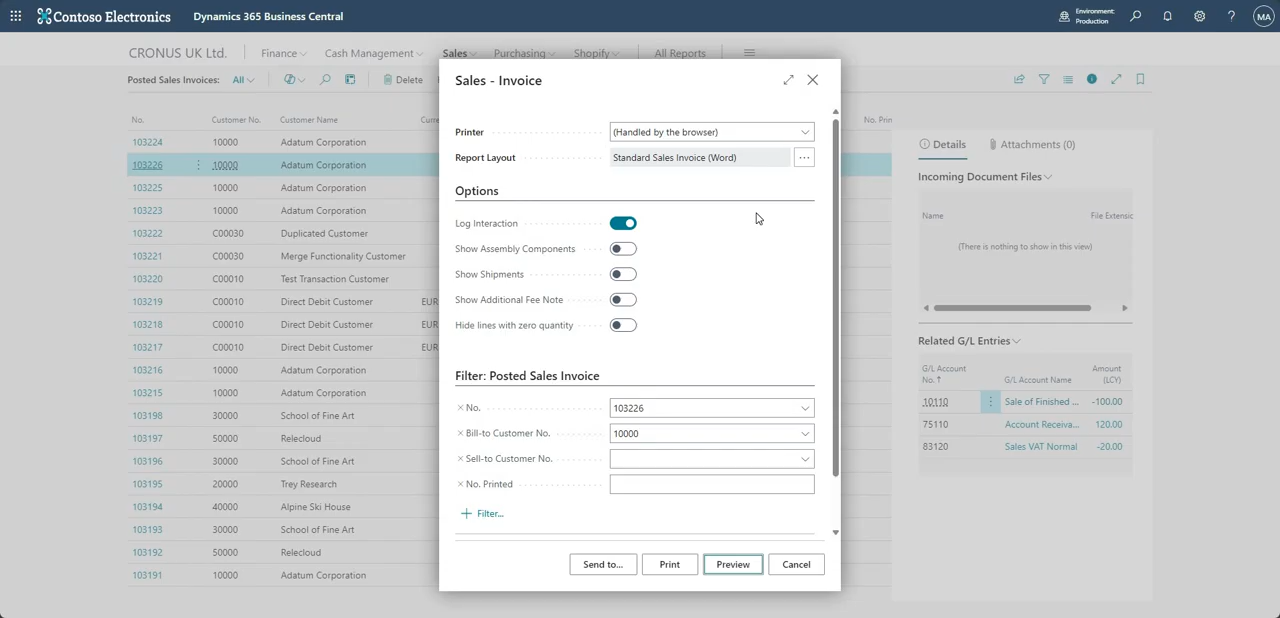 Contoso Electronics Dynamics 365 Business Central Environment: Production ? MA
CRONUS UK Ltd. Finance Cash Management Sales Purchasing Shopify All Reports
Posted Sales Invoices: All Delete
No. Customer No. Customer Name
103224 10000 Adatum Corporation
103226 10000 Adatum Corporation
103225 10000 Adatum Corporation
103223 10000 Adatum Corporation
103222 C00030 Duplicated Customer
103221 C00030 Merge Functionality Customer
103220 C00010 Test Transaction Customer
103219 C00010 Direct Debit Customer EUR
103218 C00010 Direct Debit Customer EUR
103217 C00010 Direct Debit Customer EUR
103216 10000 Adatum Corporation
103215 10000 Adatum Corporation
103198 30000 School of Fine Art
103197 50000 Relecloud
103196 30000 School of Fine Art
103195 20000 Trey Research
103194 40000 Alpine Ski House
103193 30000 School of Fine Art
103192 50000 Relecloud
103191 10000 Adatum Corporation
Sales - Invoice
Printer (Handled by the browser)
Report Layout Standard Sales Invoice (Word) ...
Options
Log Interaction
Show Assembly Components
Show Shipments
Show Additional Fee Note
Hide lines with zero quantity
Filter: Posted Sales Invoice
× No. 103226
× Bill-to Customer No. 10000
× Sell-to Customer No.
× No. Printed
+ Filter...
Send to... Print Preview Cancel
Details Attachments (0)
Incoming Document Files
Name
(There is nothing to show in this view)
Related G/L Entries
G/L Account No. ↑ G/L Account Name Amount (LCY)
10110 Sale of Finished ... -100.00
75110 Account Receiva... 120.00
83120 Sales VAT Normal -20.00